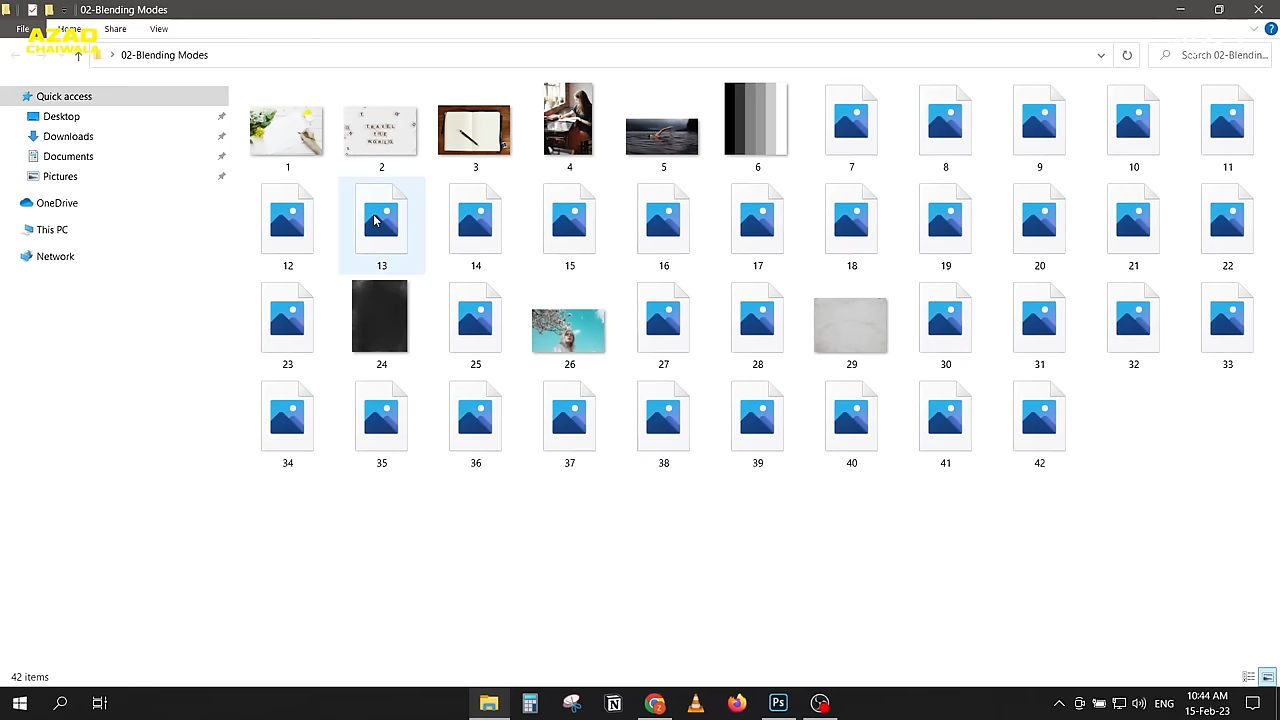 02-Blending Modes
File
Home
Share
View
AZAD
CHAIWALA
02-Blending Modes
Search 02-Blendin...
Quick access
Desktop
Downloads
Documents
Pictures
OneDrive
This PC
Network
TRAVEL
THE
WORLD
1 2 3 4 5 6 7 8 9 10 11
12 13 14 15 16 17 18 19 20 21 22
23 24 25 26 27 28 29 30 31 32 33
34 35 36 37 38 39 40 41 42
42 items
Ps
ENG
10:44 AM
15-Feb-23